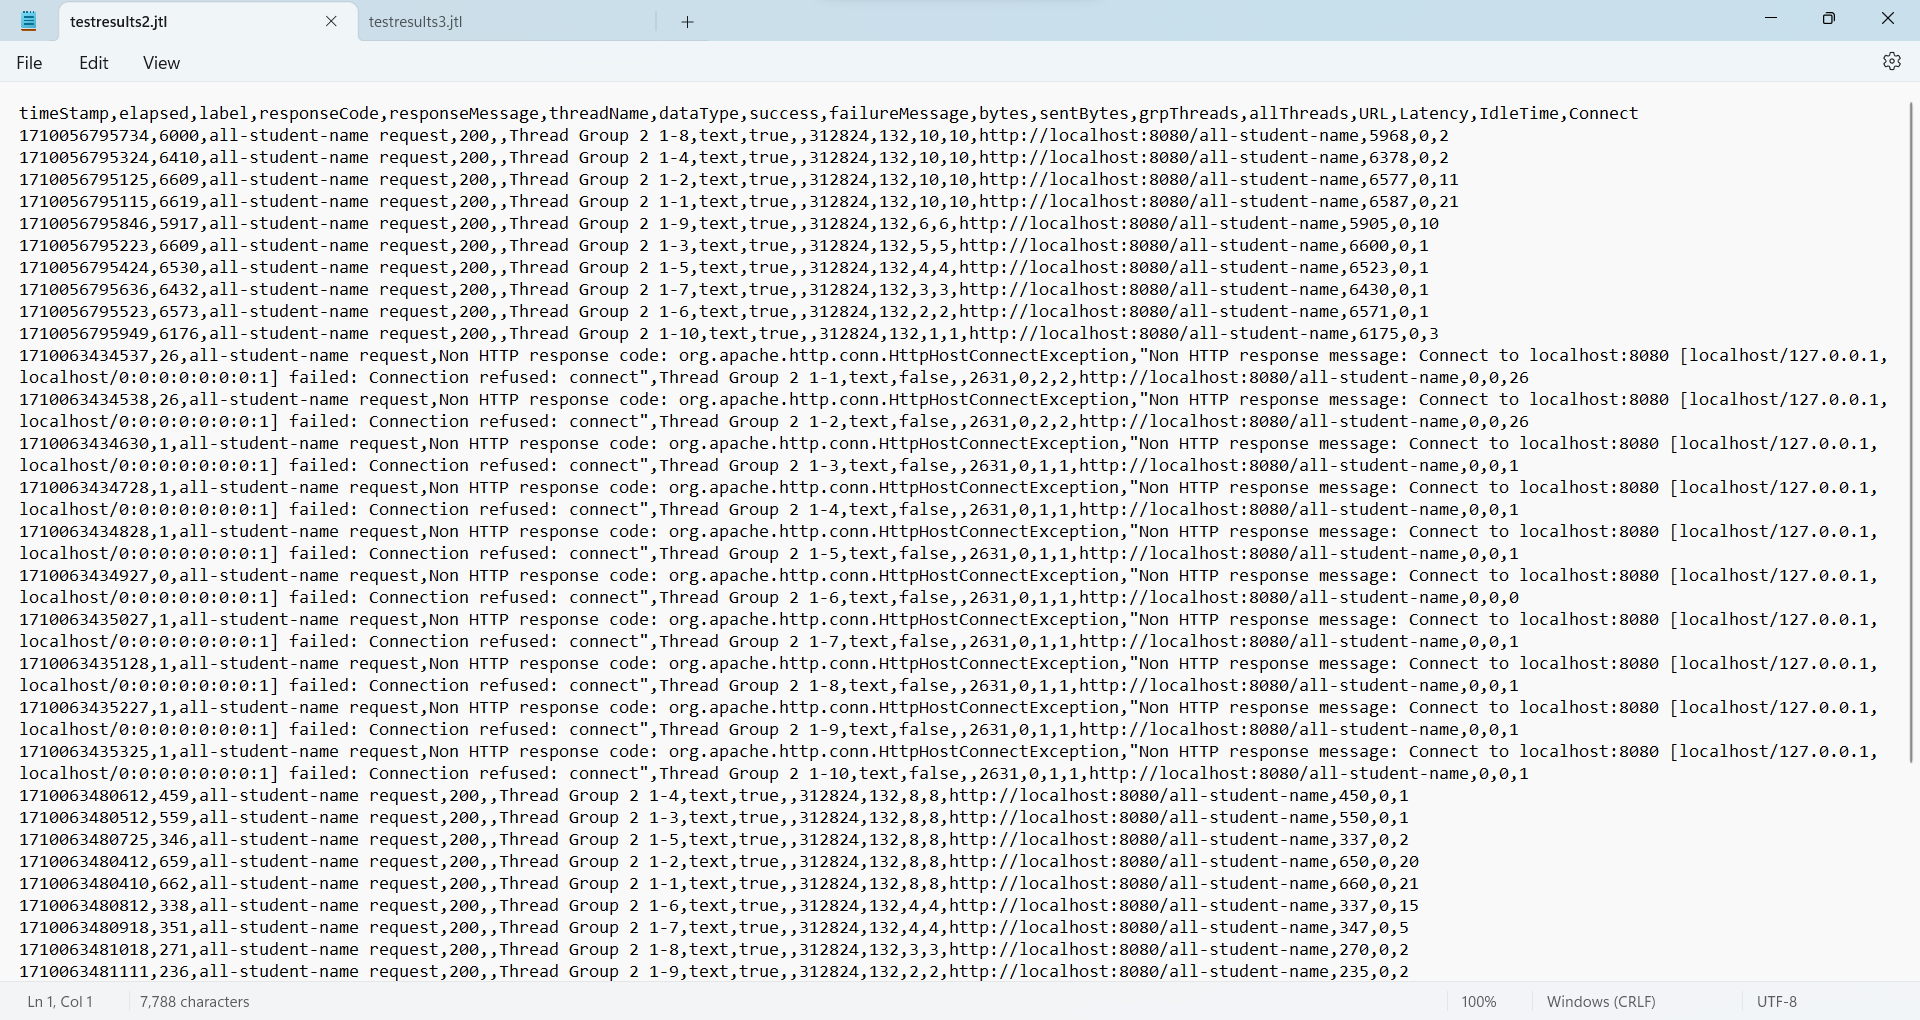 testresults2.jtl
testresults3.jtl
File Edit View
timeStamp,elapsed,label,responseCode,responseMessage,threadName,dataType,success,failureMessage,bytes,sentBytes,grpThreads,allThreads,URL,Latency,IdleTime,Connect
1710056795734,6000,all-student-name request,200,,Thread Group 2 1-8,text,true,,312824,132,10,10,http://localhost:8080/all-student-name,5968,0,2
1710056795324,6410,all-student-name request,200,,Thread Group 2 1-4,text,true,,312824,132,10,10,http://localhost:8080/all-student-name,6378,0,2
1710056795125,6609,all-student-name request,200,,Thread Group 2 1-2,text,true,,312824,132,10,10,http://localhost:8080/all-student-name,6577,0,11
1710056795115,6619,all-student-name request,200,,Thread Group 2 1-1,text,true,,312824,132,10,10,http://localhost:8080/all-student-name,6587,0,21
1710056795846,5917,all-student-name request,200,,Thread Group 2 1-9,text,true,,312824,132,6,6,http://localhost:8080/all-student-name,5905,0,10
1710056795223,6609,all-student-name request,200,,Thread Group 2 1-3,text,true,,312824,132,5,5,http://localhost:8080/all-student-name,6600,0,1
1710056795424,6530,all-student-name request,200,,Thread Group 2 1-5,text,true,,312824,132,4,4,http://localhost:8080/all-student-name,6523,0,1
1710056795636,6432,all-student-name request,200,,Thread Group 2 1-7,text,true,,312824,132,3,3,http://localhost:8080/all-student-name,6430,0,1
1710056795523,6573,all-student-name request,200,,Thread Group 2 1-6,text,true,,312824,132,2,2,http://localhost:8080/all-student-name,6571,0,1
1710056795949,6176,all-student-name request,200,,Thread Group 2 1-10,text,true,,312824,132,1,1,http://localhost:8080/all-student-name,6175,0,3
1710063434537,26,all-student-name request,Non HTTP response code: org.apache.http.conn.HttpHostConnectException,"Non HTTP response message: Connect to localhost:8080 [localhost/127.0.0.1,
localhost/0:0:0:0:0:0:0:1] failed: Connection refused: connect",Thread Group 2 1-1,text,false,,2631,0,2,2,http://localhost:8080/all-student-name,0,0,26
1710063434538,26,all-student-name request,Non HTTP response code: org.apache.http.conn.HttpHostConnectException,"Non HTTP response message: Connect to localhost:8080 [localhost/127.0.0.1,
localhost/0:0:0:0:0:0:0:1] failed: Connection refused: connect",Thread Group 2 1-2,text,false,,2631,0,2,2,http://localhost:8080/all-student-name,0,0,26
1710063434630,1,all-student-name request,Non HTTP response code: org.apache.http.conn.HttpHostConnectException,"Non HTTP response message: Connect to localhost:8080 [localhost/127.0.0.1,
localhost/0:0:0:0:0:0:0:1] failed: Connection refused: connect",Thread Group 2 1-3,text,false,,2631,0,1,1,http://localhost:8080/all-student-name,0,0,1
1710063434728,1,all-student-name request,Non HTTP response code: org.apache.http.conn.HttpHostConnectException,"Non HTTP response message: Connect to localhost:8080 [localhost/127.0.0.1,
localhost/0:0:0:0:0:0:0:1] failed: Connection refused: connect",Thread Group 2 1-4,text,false,,2631,0,1,1,http://localhost:8080/all-student-name,0,0,1
1710063434828,1,all-student-name request,Non HTTP response code: org.apache.http.conn.HttpHostConnectException,"Non HTTP response message: Connect to localhost:8080 [localhost/127.0.0.1,
localhost/0:0:0:0:0:0:0:1] failed: Connection refused: connect",Thread Group 2 1-5,text,false,,2631,0,1,1,http://localhost:8080/all-student-name,0,0,1
1710063434927,0,all-student-name request,Non HTTP response code: org.apache.http.conn.HttpHostConnectException,"Non HTTP response message: Connect to localhost:8080 [localhost/127.0.0.1,
localhost/0:0:0:0:0:0:0:1] failed: Connection refused: connect",Thread Group 2 1-6,text,false,,2631,0,1,1,http://localhost:8080/all-student-name,0,0,0
1710063435027,1,all-student-name request,Non HTTP response code: org.apache.http.conn.HttpHostConnectException,"Non HTTP response message: Connect to localhost:8080 [localhost/127.0.0.1,
localhost/0:0:0:0:0:0:0:1] failed: Connection refused: connect",Thread Group 2 1-7,text,false,,2631,0,1,1,http://localhost:8080/all-student-name,0,0,1
1710063435128,1,all-student-name request,Non HTTP response code: org.apache.http.conn.HttpHostConnectException,"Non HTTP response message: Connect to localhost:8080 [localhost/127.0.0.1,
localhost/0:0:0:0:0:0:0:1] failed: Connection refused: connect",Thread Group 2 1-8,text,false,,2631,0,1,1,http://localhost:8080/all-student-name,0,0,1
1710063435227,1,all-student-name request,Non HTTP response code: org.apache.http.conn.HttpHostConnectException,"Non HTTP response message: Connect to localhost:8080 [localhost/127.0.0.1,
localhost/0:0:0:0:0:0:0:1] failed: Connection refused: connect",Thread Group 2 1-9,text,false,,2631,0,1,1,http://localhost:8080/all-student-name,0,0,1
1710063435325,1,all-student-name request,Non HTTP response code: org.apache.http.conn.HttpHostConnectException,"Non HTTP response message: Connect to localhost:8080 [localhost/127.0.0.1,
localhost/0:0:0:0:0:0:0:1] failed: Connection refused: connect",Thread Group 2 1-10,text,false,,2631,0,1,1,http://localhost:8080/all-student-name,0,0,1
1710063480612,459,all-student-name request,200,,Thread Group 2 1-4,text,true,,312824,132,8,8,http://localhost:8080/all-student-name,450,0,1
1710063480512,559,all-student-name request,200,,Thread Group 2 1-3,text,true,,312824,132,8,8,http://localhost:8080/all-student-name,550,0,1
1710063480725,346,all-student-name request,200,,Thread Group 2 1-5,text,true,,312824,132,8,8,http://localhost:8080/all-student-name,337,0,2
1710063480412,659,all-student-name request,200,,Thread Group 2 1-2,text,true,,312824,132,8,8,http://localhost:8080/all-student-name,650,0,20
1710063480410,662,all-student-name request,200,,Thread Group 2 1-1,text,true,,312824,132,8,8,http://localhost:8080/all-student-name,660,0,21
1710063480812,338,all-student-name request,200,,Thread Group 2 1-6,text,true,,312824,132,4,4,http://localhost:8080/all-student-name,337,0,15
1710063480918,351,all-student-name request,200,,Thread Group 2 1-7,text,true,,312824,132,4,4,http://localhost:8080/all-student-name,347,0,5
1710063481018,271,all-student-name request,200,,Thread Group 2 1-8,text,true,,312824,132,3,3,http://localhost:8080/all-student-name,270,0,2
1710063481111,236,all-student-name request,200,,Thread Group 2 1-9,text,true,,312824,132,2,2,http://localhost:8080/all-student-name,235,0,2
Ln 1, Col 1 7,788 characters 100% Windows (CRLF) UTF-8